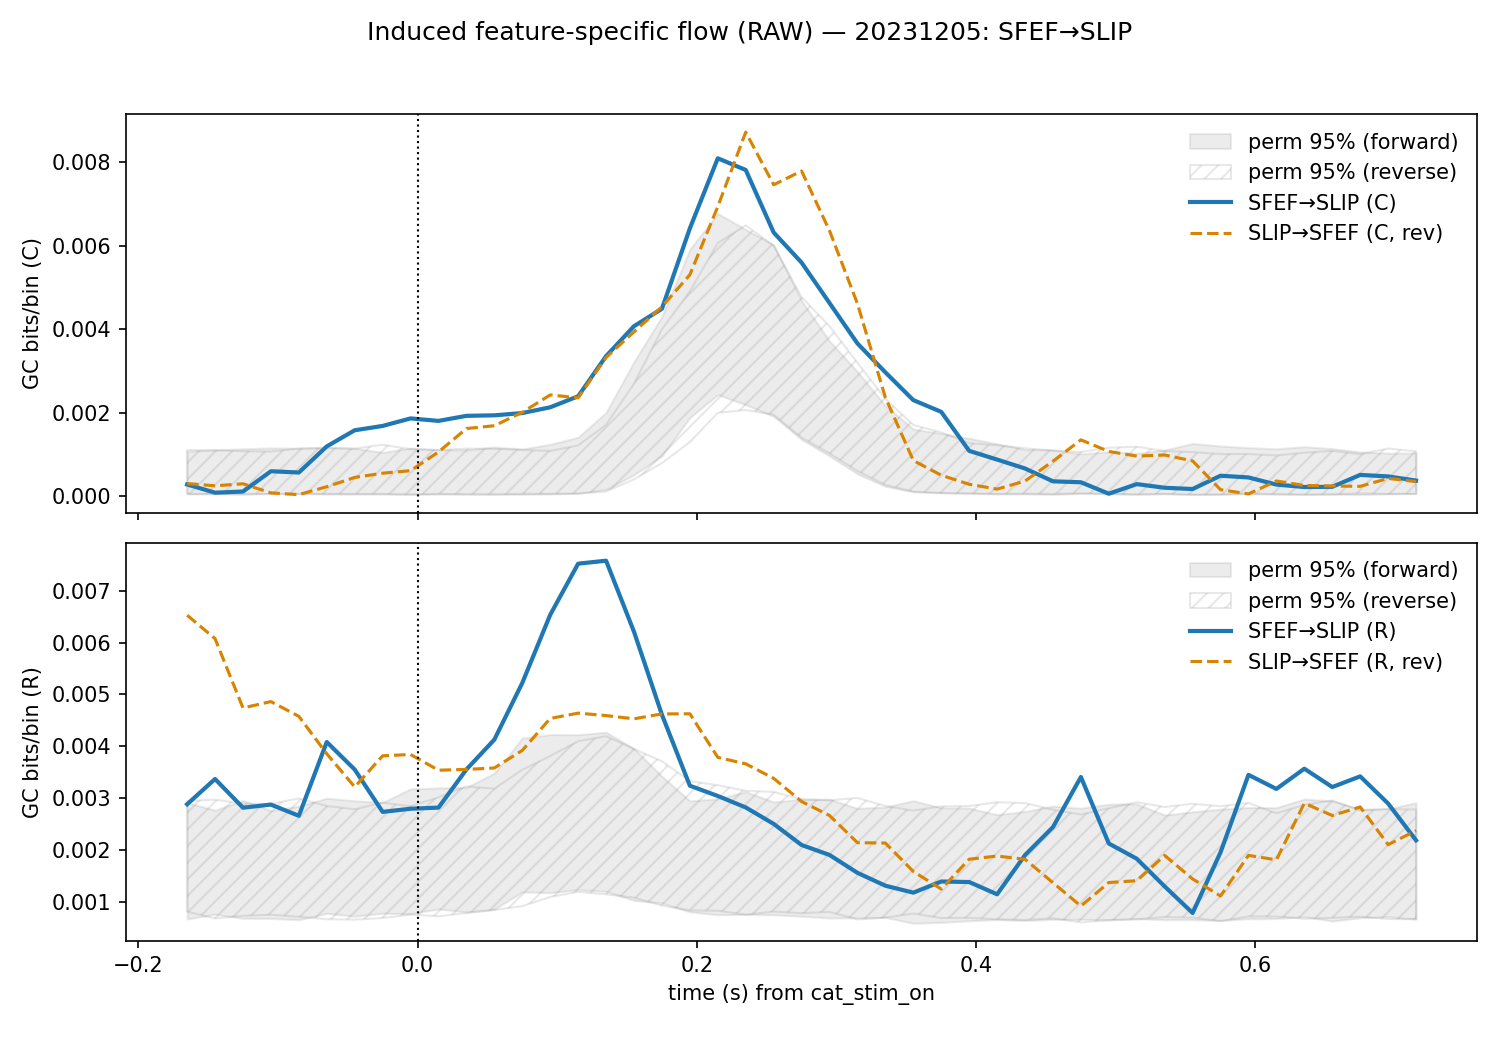 Induced feature-specific flow (RAW) — 20231205: SFEF→SLIP
GC bits/bin (C)
0.008
0.006
0.004
0.002
0.000
perm 95% (forward)
perm 95% (reverse)
SFEF→SLIP (C)
SLIP→SFEF (C, rev)
GC bits/bin (R)
0.007
0.006
0.005
0.004
0.003
0.002
0.001
perm 95% (forward)
perm 95% (reverse)
SFEF→SLIP (R)
SLIP→SFEF (R, rev)
−0.2 0.0 0.2 0.4 0.6
time (s) from cat_stim_on